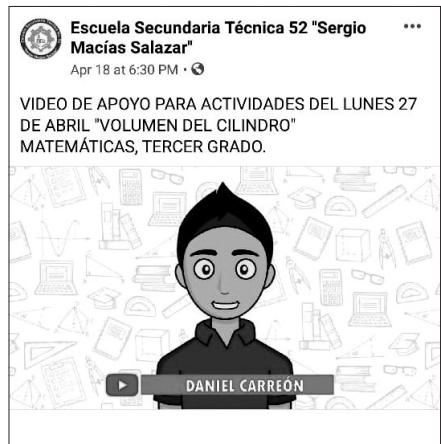 Escuela Secundaria Técnica 52 "Sergio
Macías Salazar"
Apr 18 at 6:30 PM ·
VIDEO DE APOYO PARA ACTIVIDADES DEL LUNES 27
DE ABRIL "VOLUMEN DEL CILINDRO"
MATEMÁTICAS, TERCER GRADO.
DANIEL CARREÓN